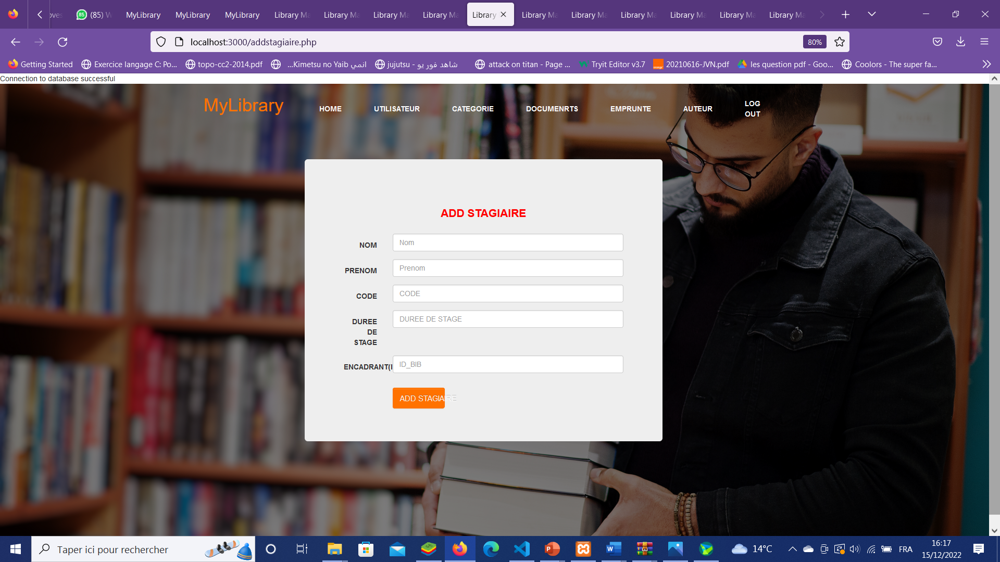 oves
(85) W
MyLibrary
MyLibrary
MyLibrary
Library Ma
Library Ma
Library Ma
Library Ma
Library
Library Ma
Library Ma
Library Ma
Library Ma
Library Ma
Library Ma
localhost:3000/addstagiaire.php
80%
Getting Started
Exercice langage C: Po...
topo-cc2-2014.pdf
انمي Kimetsu no Yaib...
شاهد فور يو - jujutsu
attack on titan - Page ...
Tryit Editor v3.7
20210616-JVN.pdf
les question pdf - Goo...
Coolors - The super fa...
Connection to database successful
MyLibrary
HOME
UTILISATEUR
CATEGORIE
DOCUMENRTS
EMPRUNTE
AUTEUR
LOG
OUT
ADD STAGIAIRE
NOM
Nom
PRENOM
Prenom
CODE
CODE
DUREE
DE
STAGE
DUREE DE STAGE
ENCADRANT(I
ID_BIB
ADD STAGIAIRE
Taper ici pour rechercher
14°C
FRA
16:17
15/12/2022